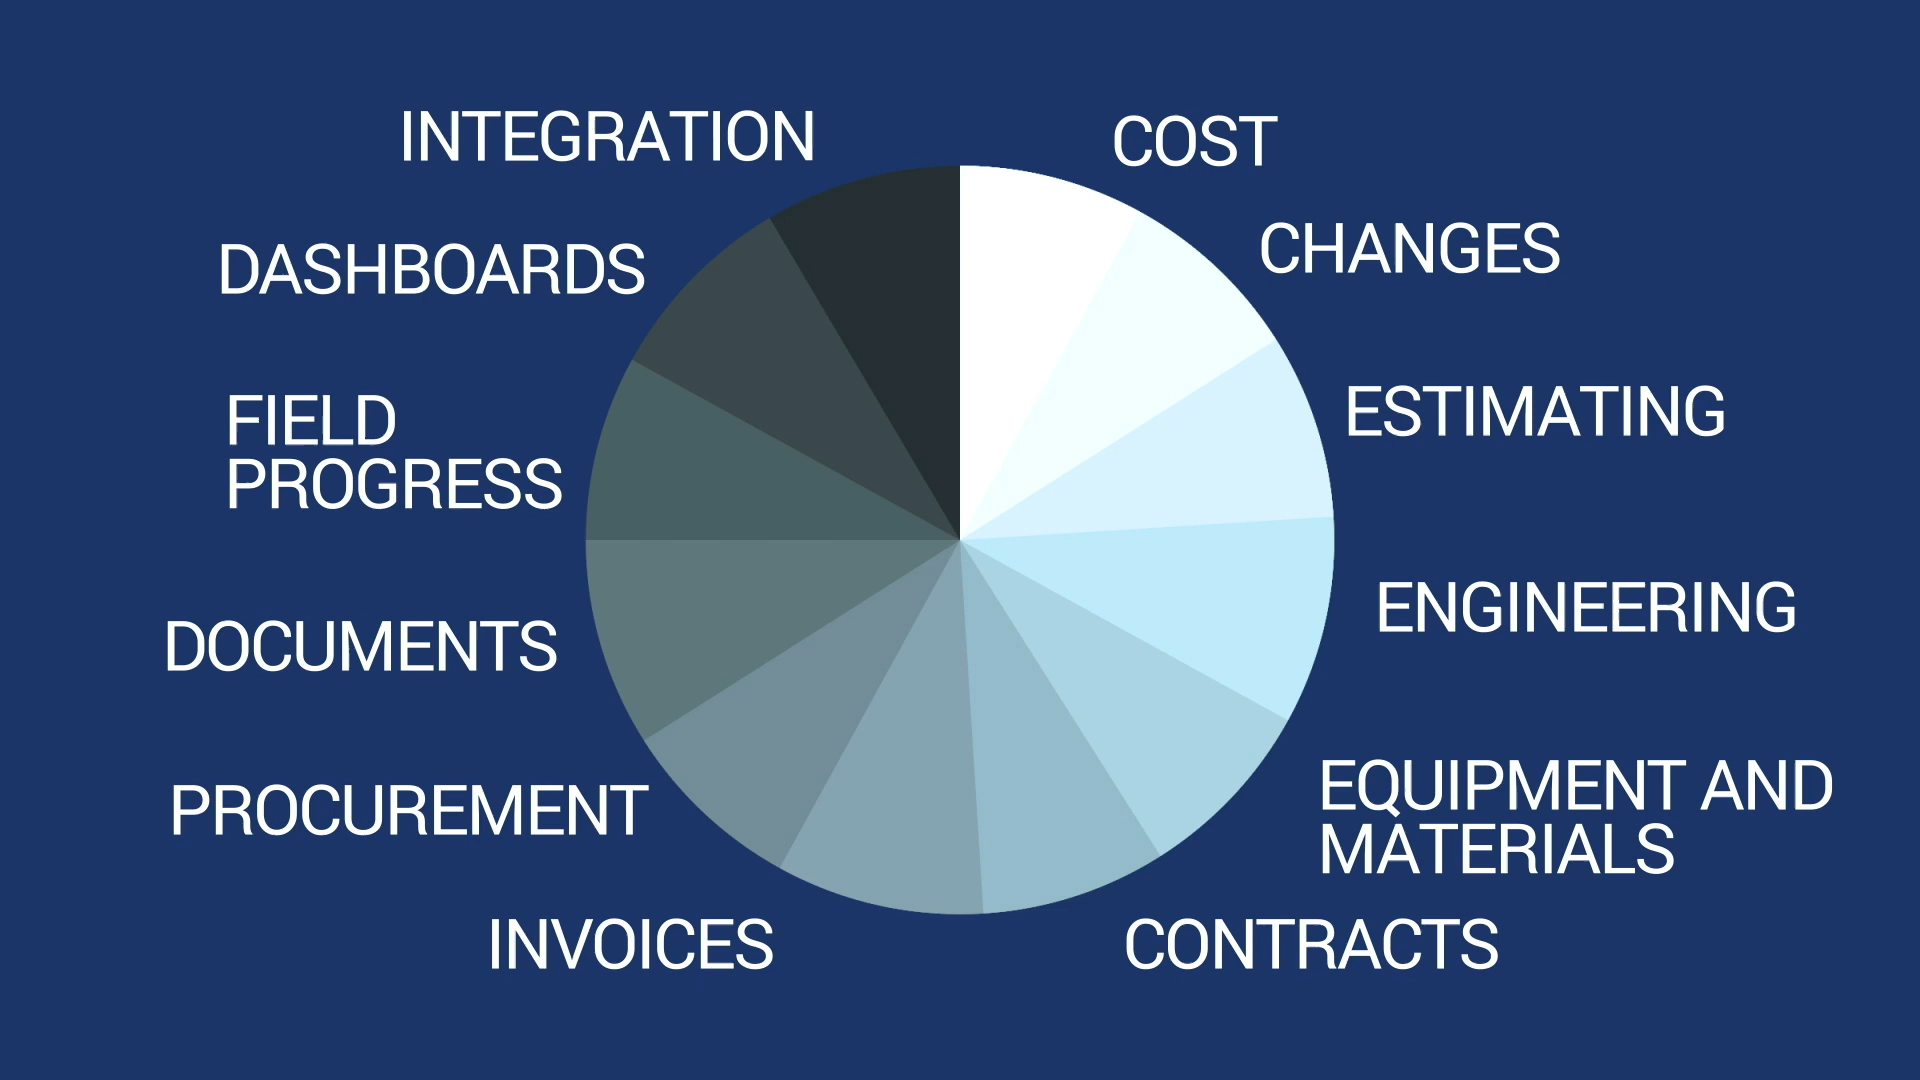 INTEGRATION
COST
CHANGES
DASHBOARDS
ESTIMATING
FIELD
PROGRESS
ENGINEERING
DOCUMENTS
EQUIPMENT AND
MATERIALS
PROCUREMENT
INVOICES
CONTRACTS